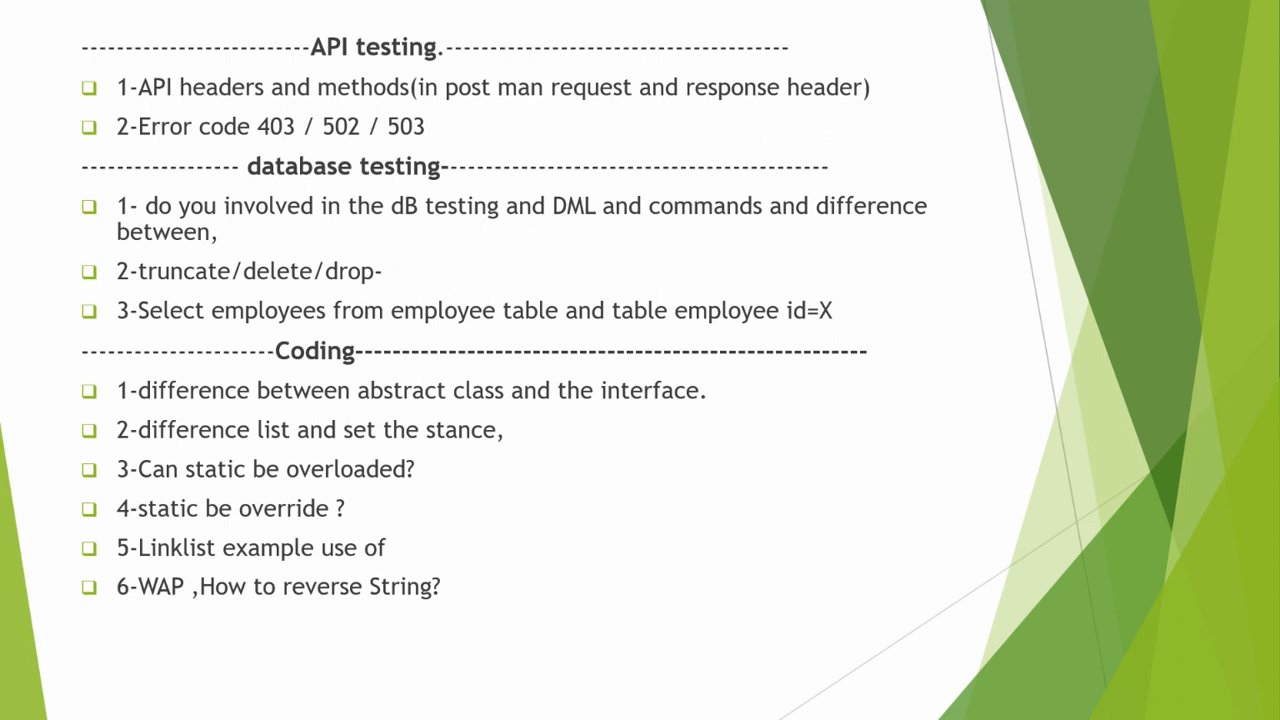 --------------------------API testing.---------------------------------------
1-API headers and methods(in post man request and response header)
2-Error code 403 / 502 / 503
------------------ database testing--------------------------------------------
1- do you involved in the dB testing and DML and commands and difference
between,
2-truncate/delete/drop-
3-Select employees from employee table and table employee id=X
----------------------Coding-------------------------------------------------------
1-difference between abstract class and the interface.
2-difference list and set the stance,
3-Can static be overloaded?
4-static be override ?
5-Linklist example use of
6-WAP ,How to reverse String?